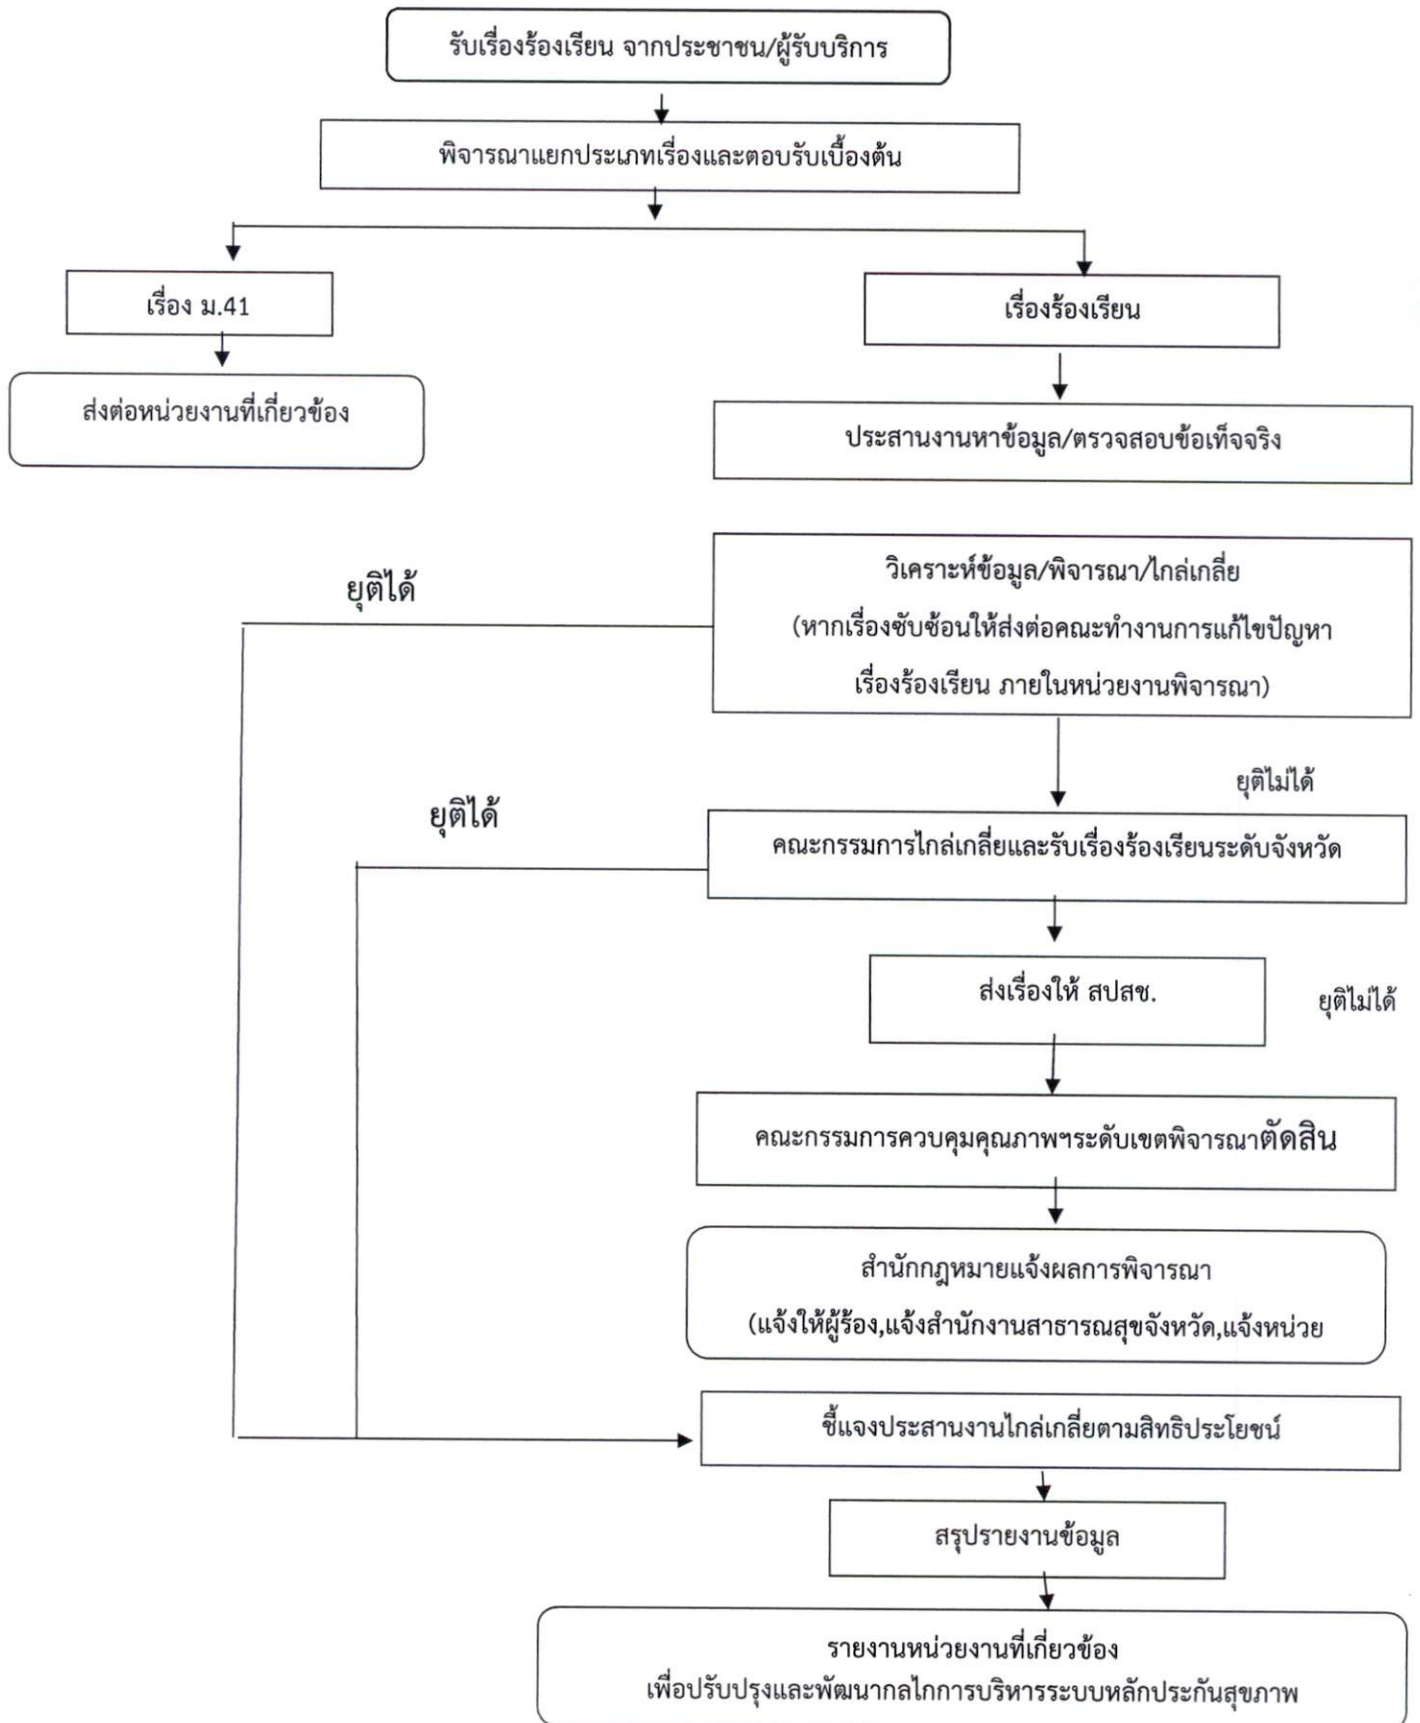 รับเรื่องร้องเรียน จากประชาชน/ผู้รับบริการ
พิจารณาแยกประเภทเรื่องและตอบรับเบื้องต้น
เรื่อง ม.41
เรื่องร้องเรียน
ส่งต่อหน่วยงานที่เกี่ยวข้อง
ประสานงานหาข้อมูล/ตรวจสอบข้อเท็จจริง
วิเคราะห์ข้อมูล/พิจารณา/ไกล่เกลี่ย
(หากเรื่องซับซ้อนให้ส่งต่อคณะทำงานการแก้ไขปัญหา
เรื่องร้องเรียน ภายในหน่วยงานพิจารณา)
ยุติได้
ยุติไม่ได้
ยุติได้
คณะกรรมการไกล่เกลี่ยและรับเรื่องร้องเรียนระดับจังหวัด
ส่งเรื่องให้ สปสช.
ยุติไม่ได้
คณะกรรมการควบคุมคุณภาพฯระดับเขตพิจารณาตัดสิน
สำนักกฎหมายแจ้งผลการพิจารณา
(แจ้งให้ผู้ร้อง,แจ้งสำนักงานสาธารณสุขจังหวัด,แจ้งหน่วย
ชี้แจงประสานงานไกล่เกลี่ยตามสิทธิประโยชน์
สรุปรายงานข้อมูล
รายงานหน่วยงานที่เกี่ยวข้อง
เพื่อปรับปรุงและพัฒนากลไกการบริหารระบบหลักประกันสุขภาพ